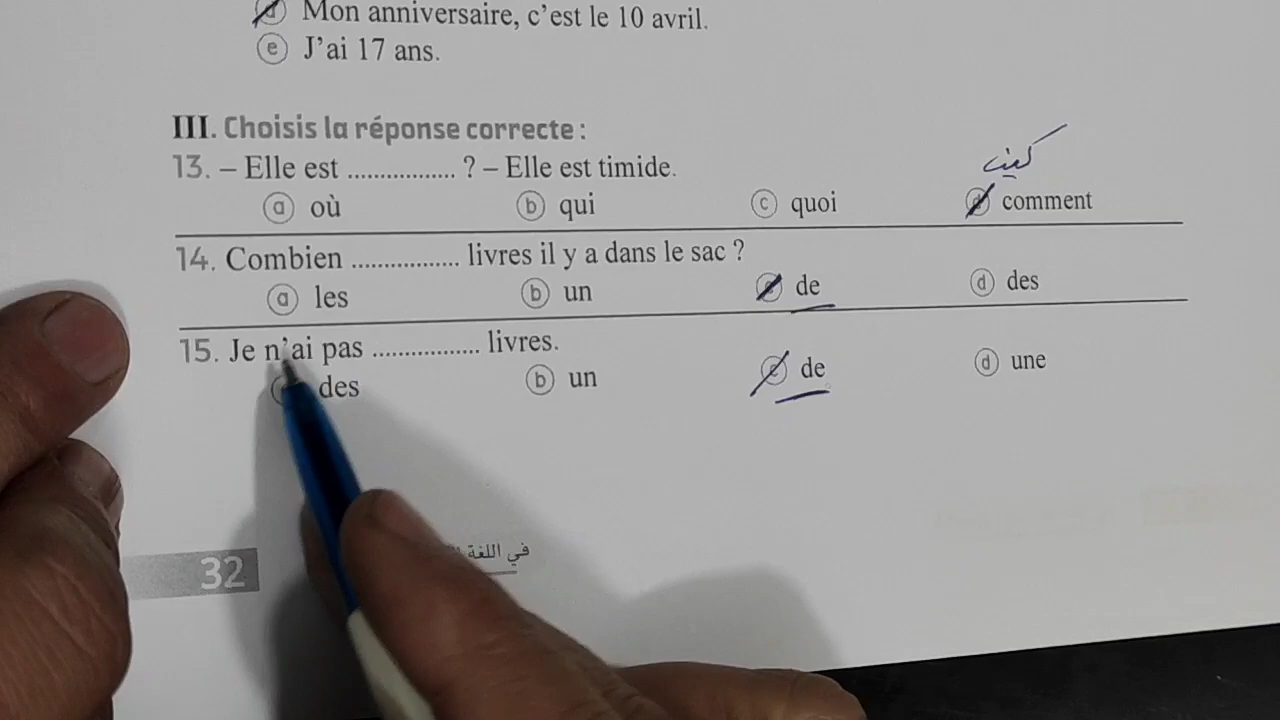 d Mon anniversaire, c'est le 10 avril.
e J'ai 17 ans.
III. Choisis la réponse correcte :
13. – Elle est ................. ? – Elle est timide.
كيف
a où b qui c quoi d comment
14. Combien ................. livres il y a dans le sac ?
a les b un c de d des
15. Je n'ai pas ................. livres.
des b un c de d une
في اللغة
32